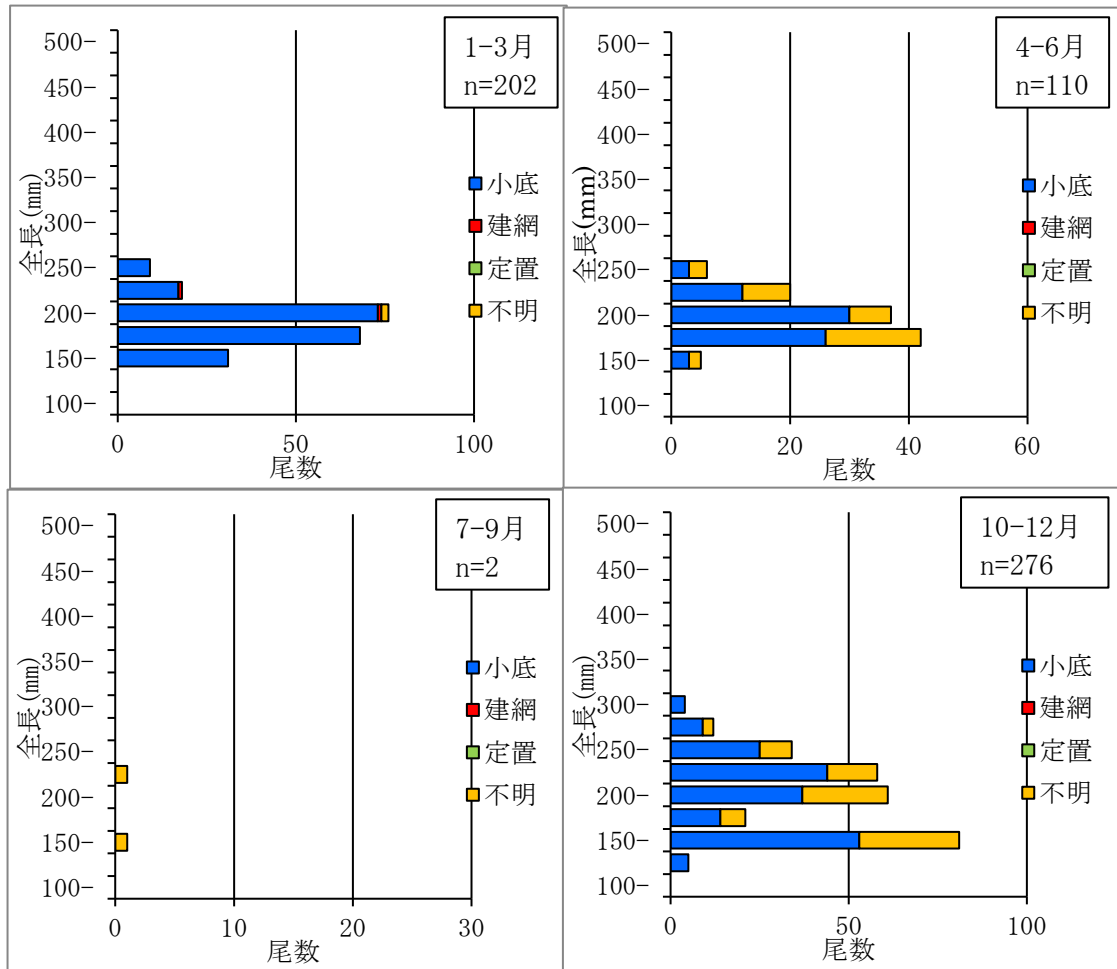 1-3月
n=202
500-
450-
400-
350-
300-
250-
200-
150-
100-
全長(mm)
小底
建網
定置
不明
0
50
100
尾数
4-6月
n=110
500-
450-
400-
350-
300-
250-
200-
150-
100-
全長(mm)
小底
建網
定置
不明
0
20
40
60
尾数
7-9月
n=2
500-
450-
400-
350-
300-
250-
200-
150-
100-
全長(mm)
小底
建網
定置
不明
0
10
20
30
尾数
10-12月
n=276
500-
450-
400-
350-
300-
250-
200-
150-
100-
全長(mm)
小底
建網
定置
不明
0
50
100
尾数